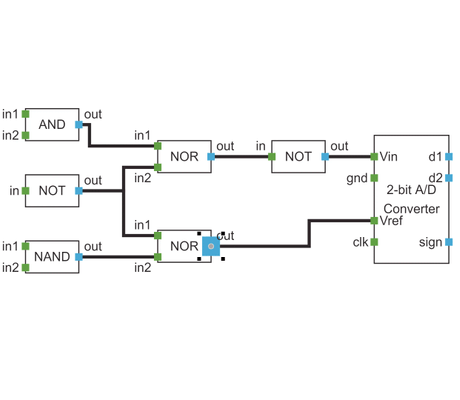 in1
AND
out
in2
in1
NOR
out
in2
in
NOT
out
in
NOT
out
in1
NOR
out
in2
in1
NAND
out
in2
Vin
d1
gnd
d2
2-bit A/D
Converter
Vref
clk
sign